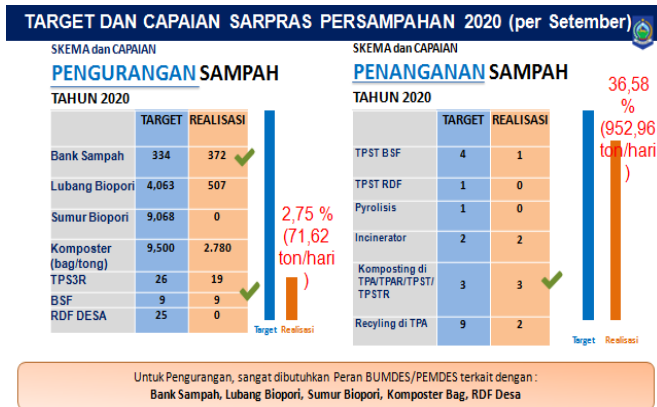 TARGET DAN CAPAIAN SARPRAS PERSAMPAHAN 2020 (per Setember)
SKEMA dan CAPAIAN
PENGURANGAN SAMPAH
TAHUN 2020
TARGET REALISASI
Bank Sampah 334 372
Lubang Biopori 4,063 507
Sumur Biopori 9,068 0
Komposter 9,500 2.780
(bag/tong)
TPS3R 26 19
BSF 9 9
RDF DESA 25 0
2,75 %
(71,62
ton/hari
)
Target Realisasi
SKEMA dan CAPAIAN
PENANGANAN SAMPAH
TAHUN 2020
TARGET REALISASI
TPST BSF 4 1
TPST RDF 1 0
Pyrolisis 1 0
Incinerator 2 2
Komposting di
TPA/TPAR/TPST/ 3 3
TPSTR
Recyling di TPA 9 2
36,58
%
(952,96
ton/hari
)
Target Realisasi
Untuk Pengurangan, sangat dibutuhkan Peran BUMDES/PEMDES terkait dengan :
Bank Sampah, Lubang Biopori, Sumur Biopori, Komposter Bag, RDF Desa